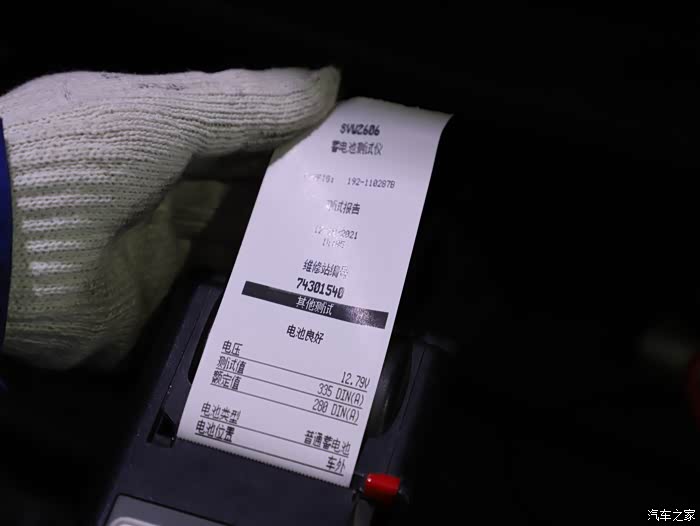 SVW2606
蓄电池测试仪
192-110287B
测试报告
维修站编号
74301540
其他测试
电池良好
电压 12.79V
测试值 335 DIN(A)
额定值 280 DIN(A)
电池类型 普通蓄电池
电池位置 车外
汽车之家